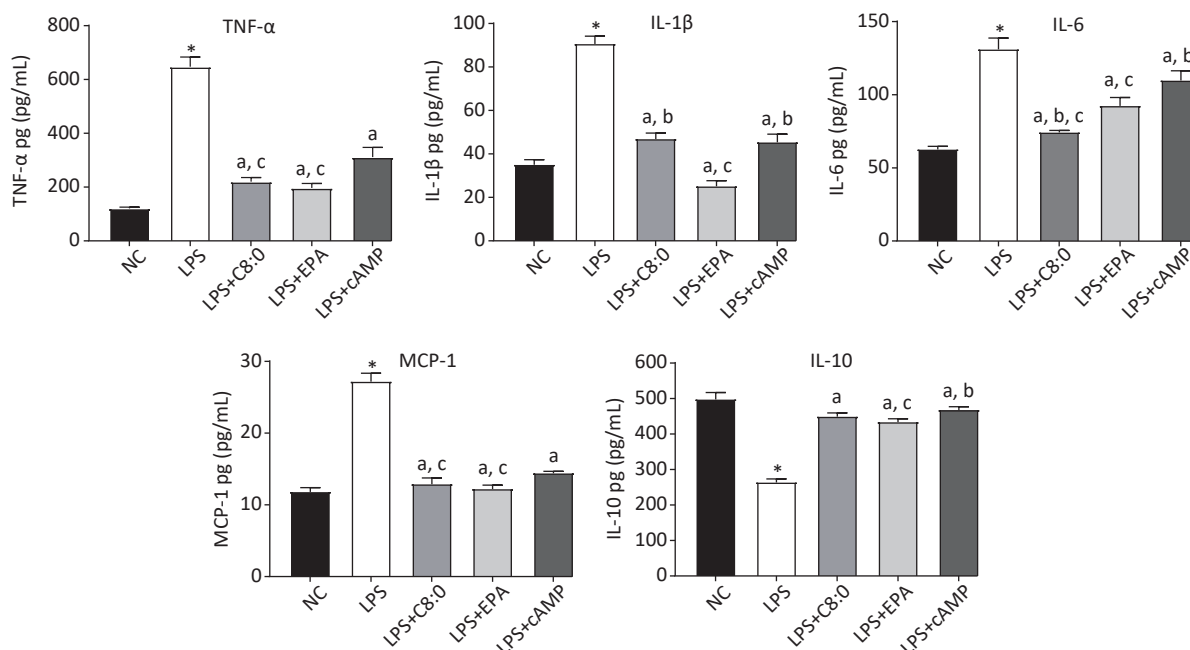 TNF-α
TNF-α pg (pg/mL)
800
600
400
200
0
*
a, c
a, c
a
NC
LPS
LPS+C8:0
LPS+EPA
LPS+cAMP
IL-1β
IL-1β pg (pg/mL)
100
80
60
40
20
0
*
a, b
a, c
a, b
NC
LPS
LPS+C8:0
LPS+EPA
LPS+cAMP
IL-6
IL-6 pg (pg/mL)
150
100
50
0
*
a, b, c
a, c
a, b
NC
LPS
LPS+C8:0
LPS+EPA
LPS+cAMP
MCP-1
MCP-1 pg (pg/mL)
30
20
10
0
*
a, c
a, c
a
NC
LPS
LPS+C8:0
LPS+EPA
LPS+cAMP
IL-10
IL-10 pg (pg/mL)
600
500
400
300
200
100
0
*
a
a, c
a, b
NC
LPS
LPS+C8:0
LPS+EPA
LPS+cAMP